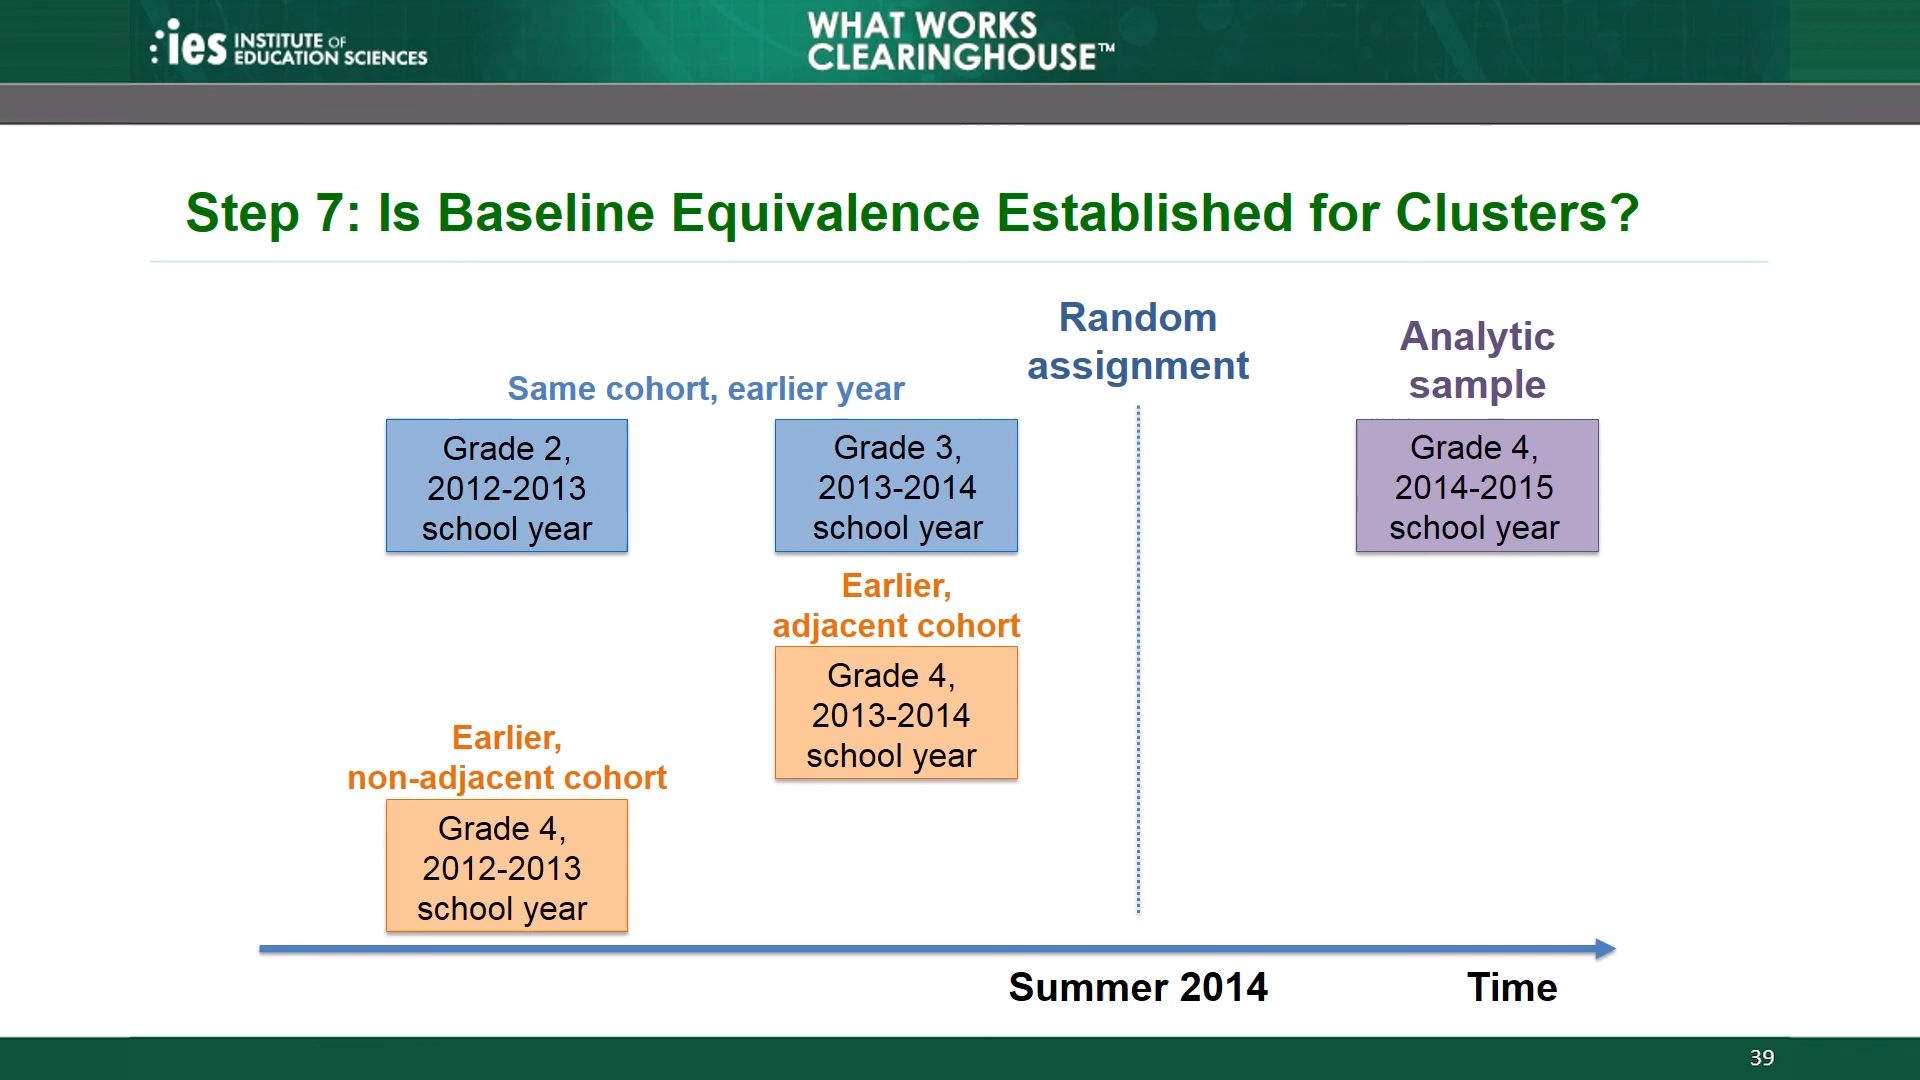 ies INSTITUTE OF
EDUCATION SCIENCES
WHAT WORKS
CLEARINGHOUSE™
Step 7: Is Baseline Equivalence Established for Clusters?
Random
assignment
Analytic
sample
Same cohort, earlier year
Grade 2,
2012-2013
school year
Grade 3,
2013-2014
school year
Grade 4,
2014-2015
school year
Earlier,
adjacent cohort
Grade 4,
2013-2014
school year
Earlier,
non-adjacent cohort
Grade 4,
2012-2013
school year
Summer 2014
Time
39